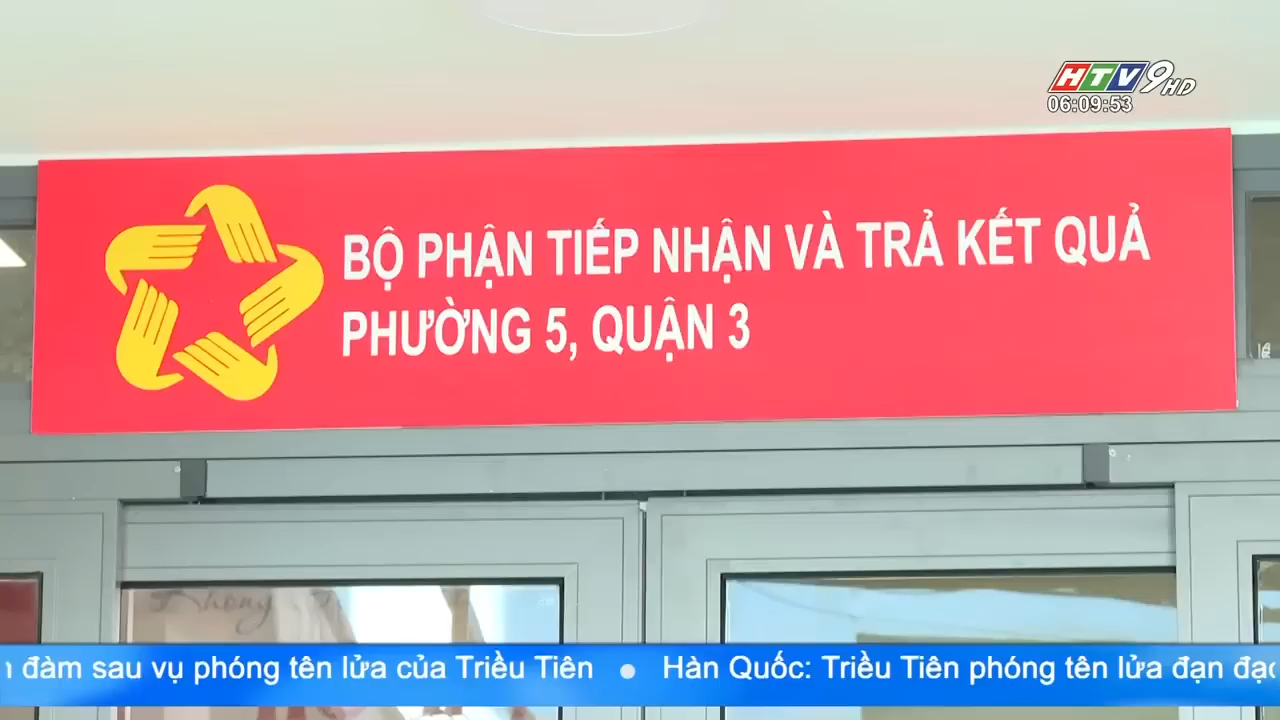 HTV9HD
06:09:53
BỘ PHẬN TIẾP NHẬN VÀ TRẢ KẾT QUẢ
PHƯỜNG 5, QUẬN 3
đàm sau vụ phóng tên lửa của Triều Tiên • Hàn Quốc: Triều Tiên phóng tên lửa đạn